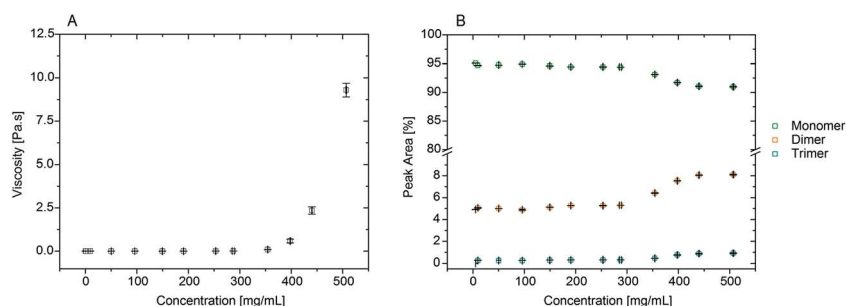 A
Viscosity [Pa.s]
12.5
10.0
7.5
5.0
2.5
0.0
0 100 200 300 400 500
Concentration [mg/mL]
B
Peak Area [%]
100
95
90
85
80
8
6
4
2
0
0 100 200 300 400 500
Concentration [mg/mL]
Monomer
Dimer
Trimer